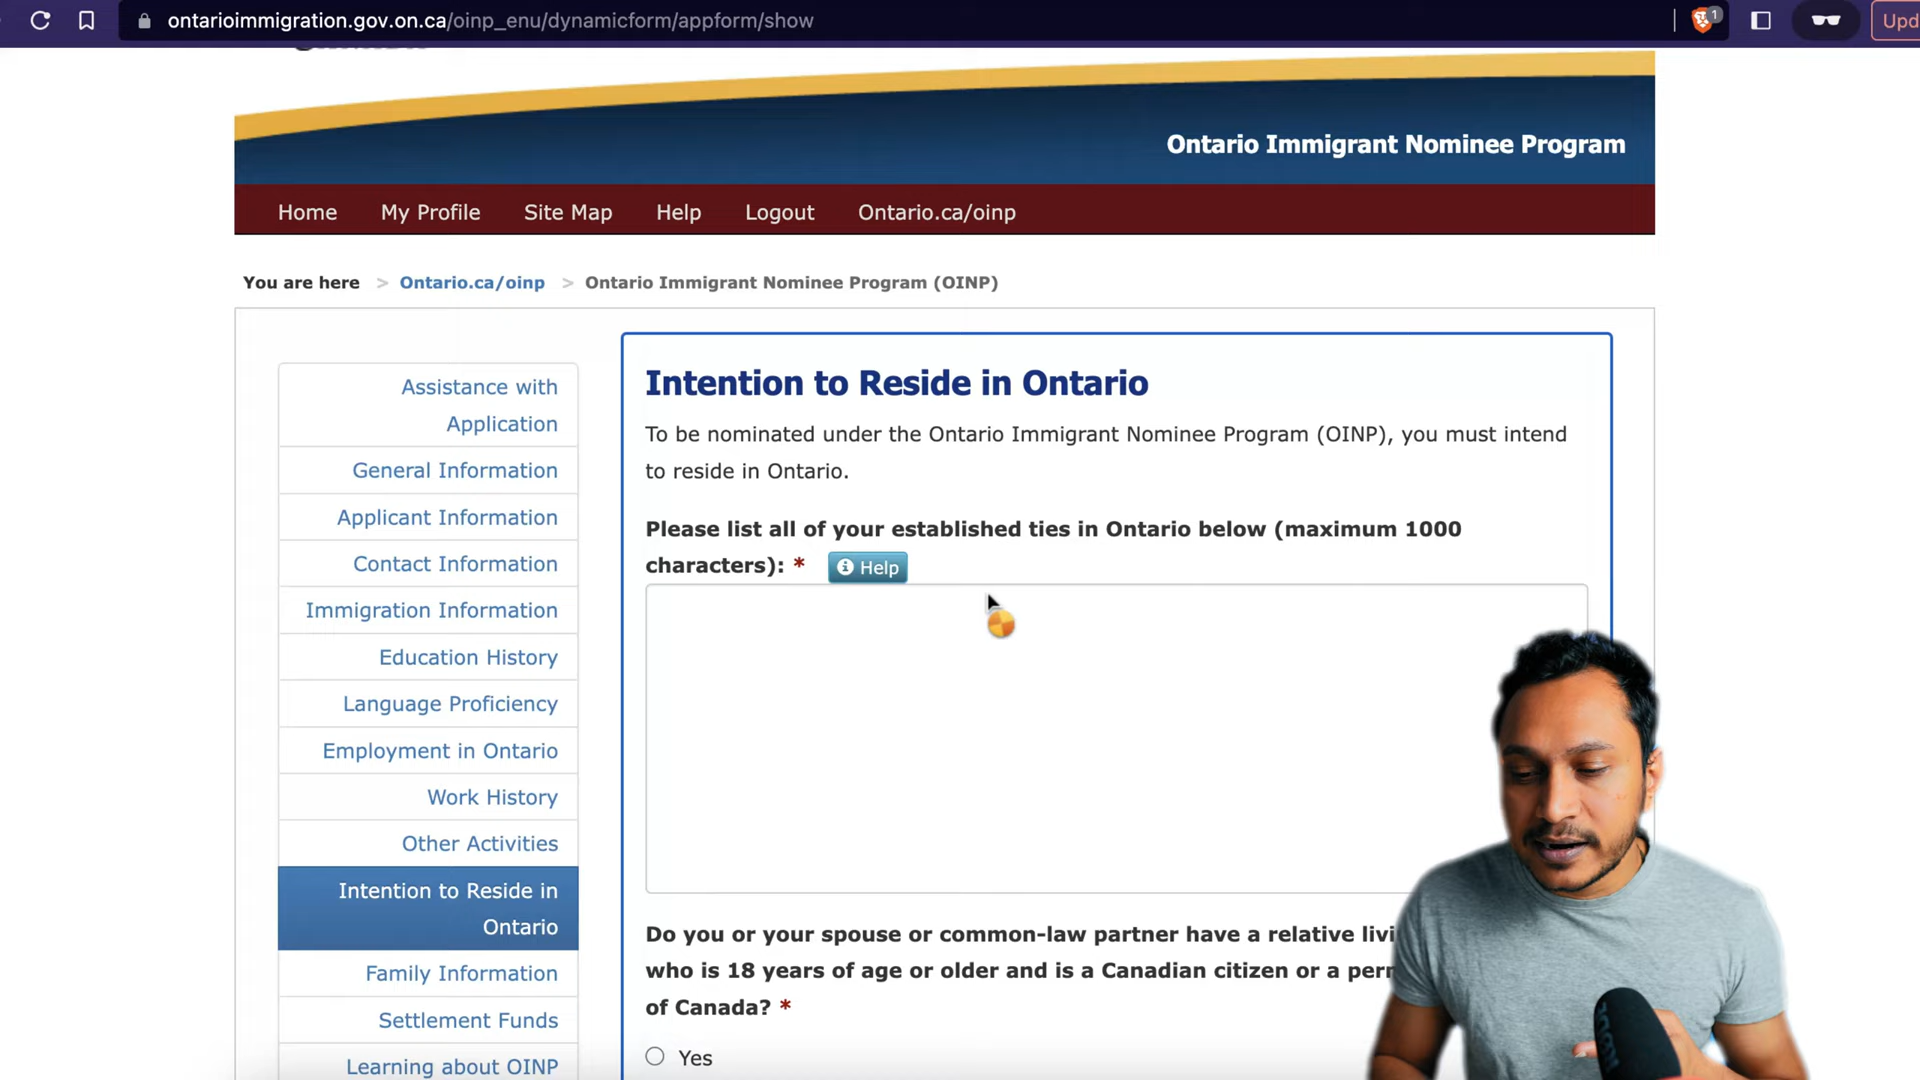 ontarioimmigration.gov.on.ca/oinp_enu/dynamicform/appform/show
1
Upd
Ontario Immigrant Nominee Program
Home My Profile Site Map Help Logout Ontario.ca/oinp
You are here > Ontario.ca/oinp > Ontario Immigrant Nominee Program (OINP)
Assistance with
Application
General Information
Applicant Information
Contact Information
Immigration Information
Education History
Language Proficiency
Employment in Ontario
Work History
Other Activities
Intention to Reside in
Ontario
Family Information
Settlement Funds
Learning about OINP
Intention to Reside in Ontario
To be nominated under the Ontario Immigrant Nominee Program (OINP), you must intend
to reside in Ontario.
Please list all of your established ties in Ontario below (maximum 1000
characters): * Help
Do you or your spouse or common-law partner have a relative livi
who is 18 years of age or older and is a Canadian citizen or a perm
of Canada? *
Yes